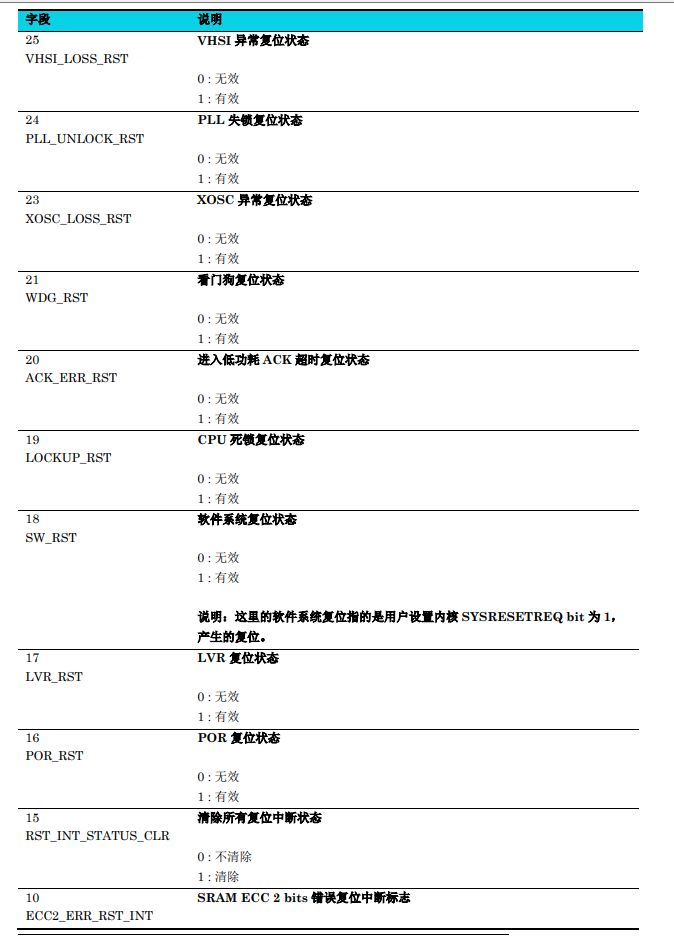 字段 说明
25 VHSI 异常复位状态
VHSI_LOSS_RST
0 : 无效
1 : 有效
24 PLL 失锁复位状态
PLL_UNLOCK_RST
0 : 无效
1 : 有效
23 XOSC 异常复位状态
XOSC_LOSS_RST
0 : 无效
1 : 有效
21 看门狗复位状态
WDG_RST
0 : 无效
1 : 有效
20 进入低功耗 ACK 超时复位状态
ACK_ERR_RST
0 : 无效
1 : 有效
19 CPU 死锁复位状态
LOCKUP_RST
0 : 无效
1 : 有效
18 软件系统复位状态
SW_RST
0 : 无效
1 : 有效
说明：这里的软件系统复位指的是用户设置内核 SYSRESETREQ bit 为 1，
产生的复位。
17 LVR 复位状态
LVR_RST
0 : 无效
1 : 有效
16 POR 复位状态
POR_RST
0 : 无效
1 : 有效
15 清除所有复位中断状态
RST_INT_STATUS_CLR
0 : 不清除
1 : 清除
10 SRAM ECC 2 bits 错误复位中断标志
ECC2_ERR_RST_INT